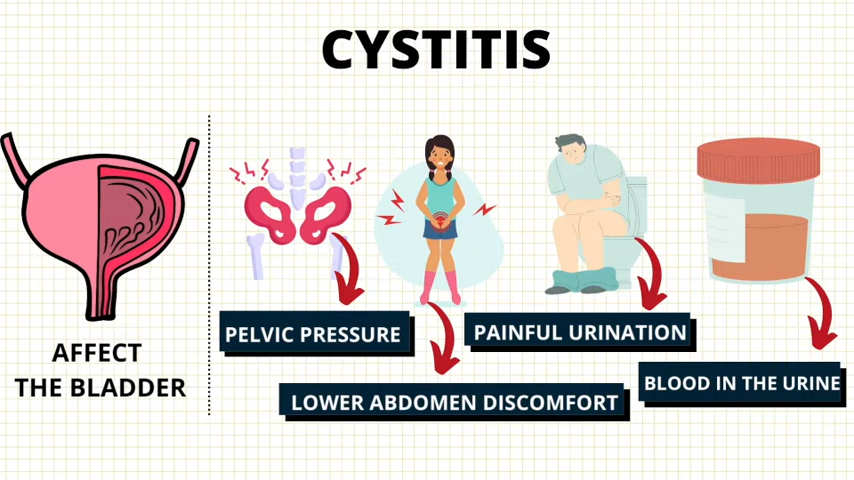 CYSTITIS
AFFECT
THE BLADDER
PELVIC PRESSURE
LOWER ABDOMEN DISCOMFORT
PAINFUL URINATION
BLOOD IN THE URINE